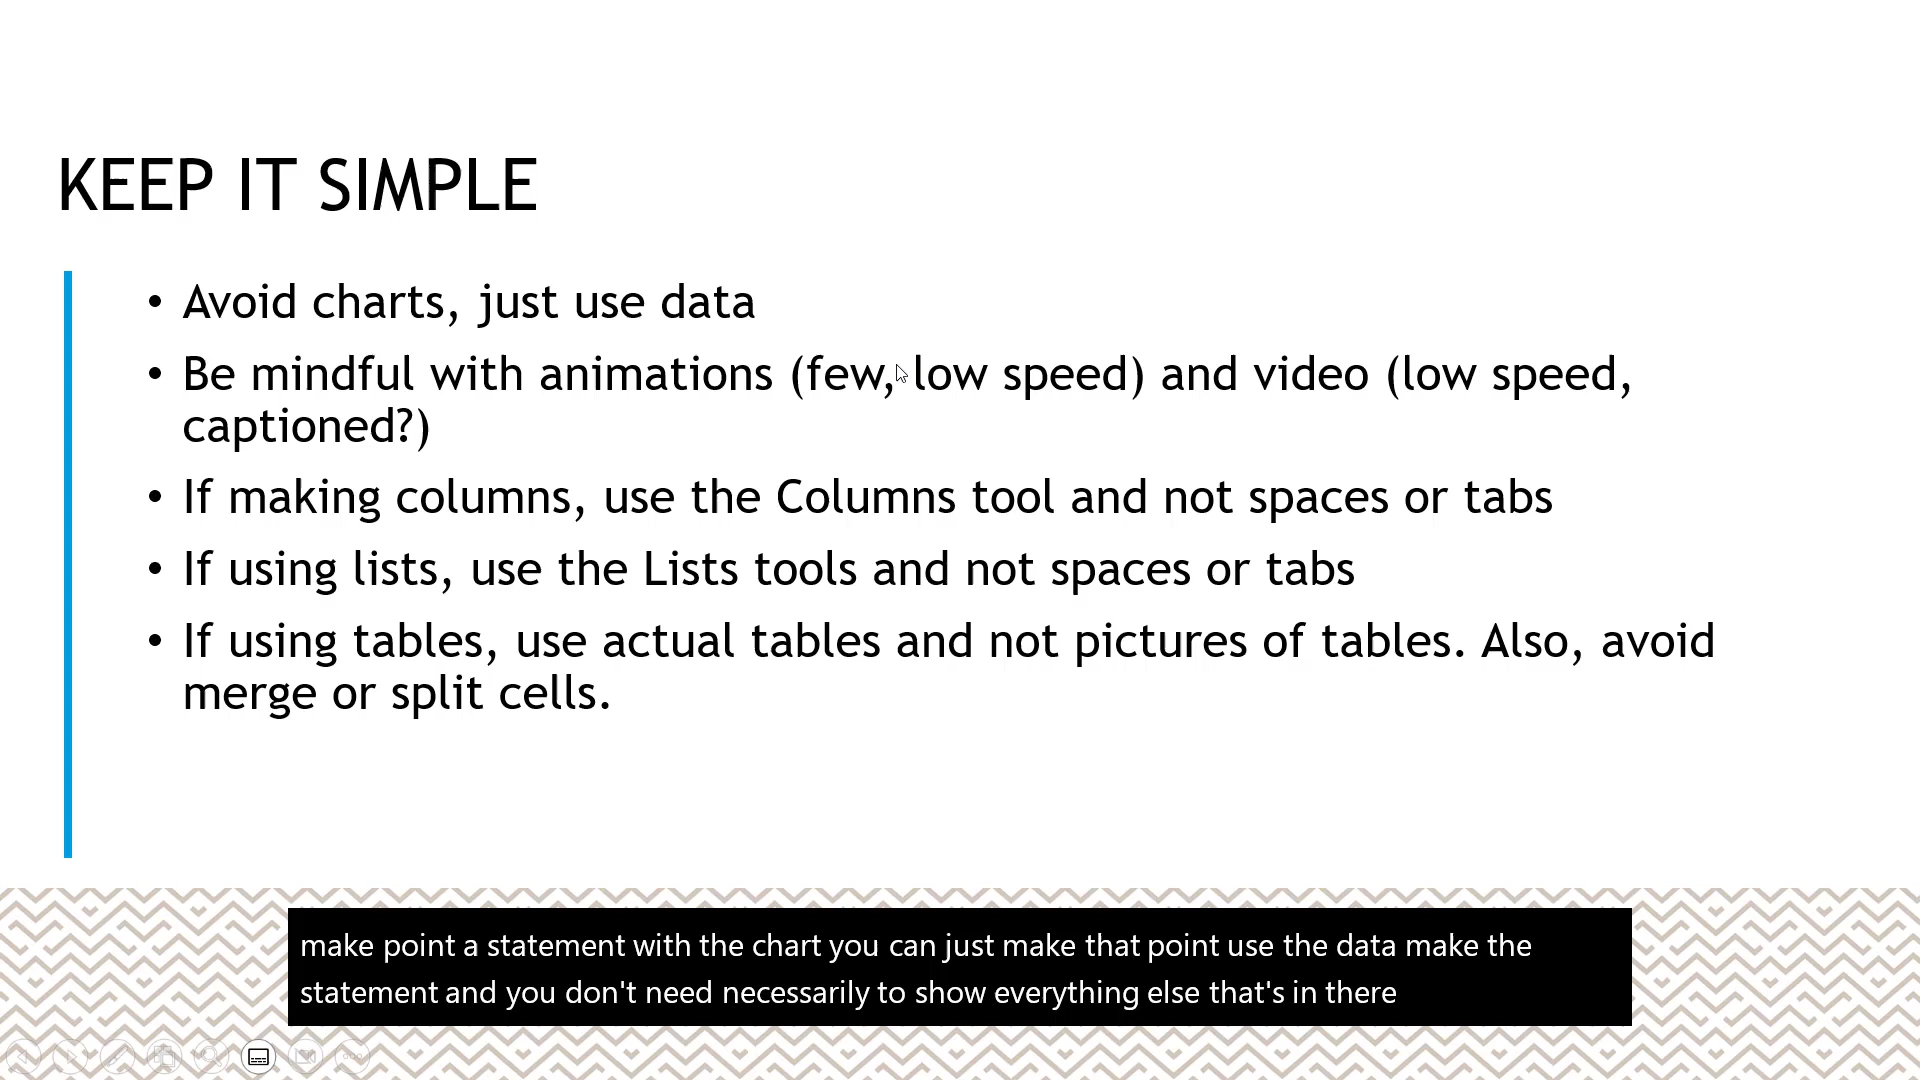 KEEP IT SIMPLE
• Avoid charts, just use data
• Be mindful with animations (few, low speed) and video (low speed,
captioned?)
• If making columns, use the Columns tool and not spaces or tabs
• If using lists, use the Lists tools and not spaces or tabs
• If using tables, use actual tables and not pictures of tables. Also, avoid
merge or split cells.
make point a statement with the chart you can just make that point use the data make the
statement and you don't need necessarily to show everything else that's in there